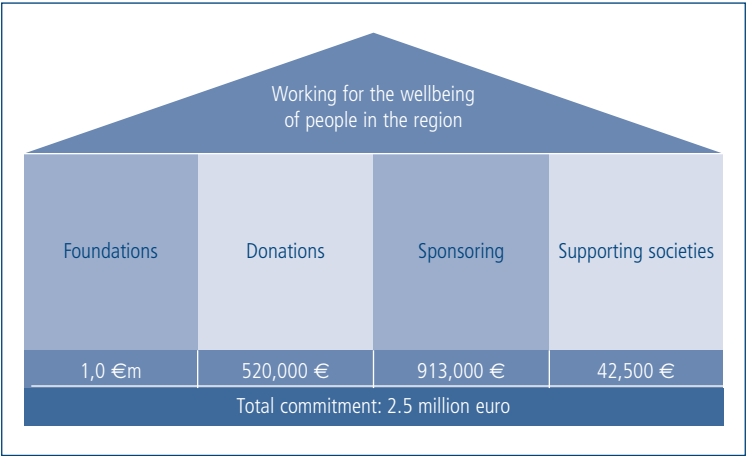 Working for the wellbeing
of people in the region
Foundations
Donations
Sponsoring
Supporting societies
1,0 €m
520,000 €
913,000 €
42,500 €
Total commitment: 2.5 million euro